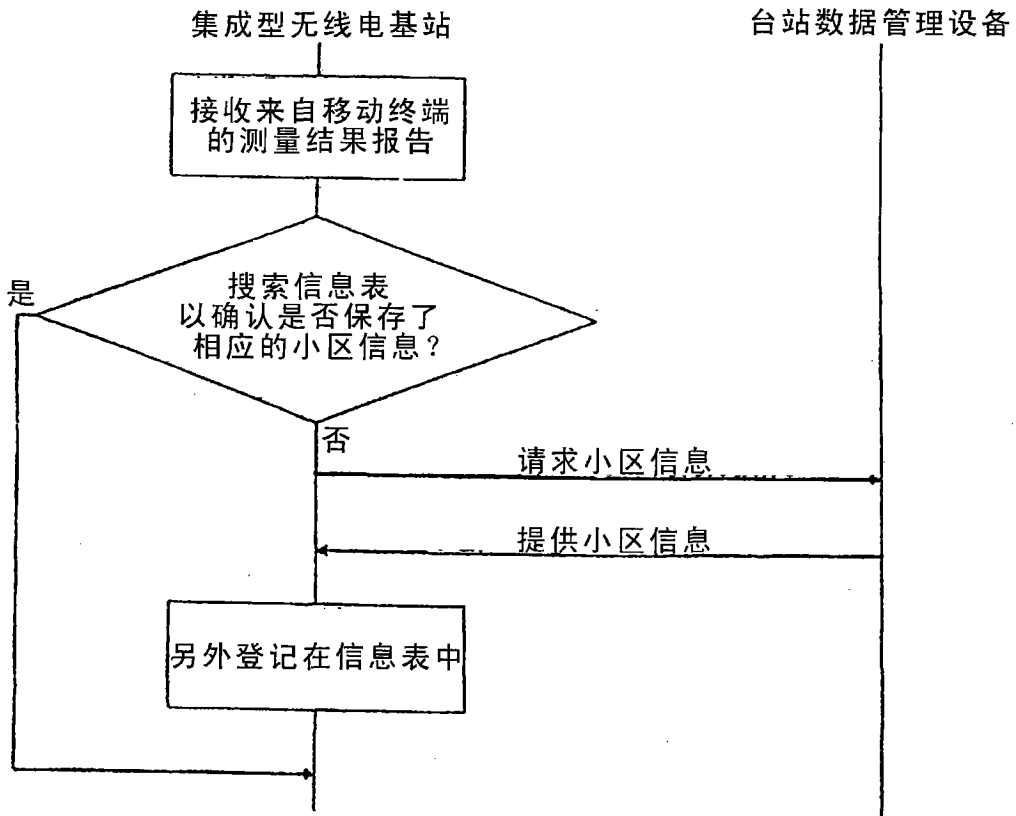 集成型无线电基站
台站数据管理设备
接收来自移动终端
的测量结果报告
是
搜索信息表
以确认是否保存了
相应的小区信息？
否
请求小区信息
提供小区信息
另外登记在信息表中